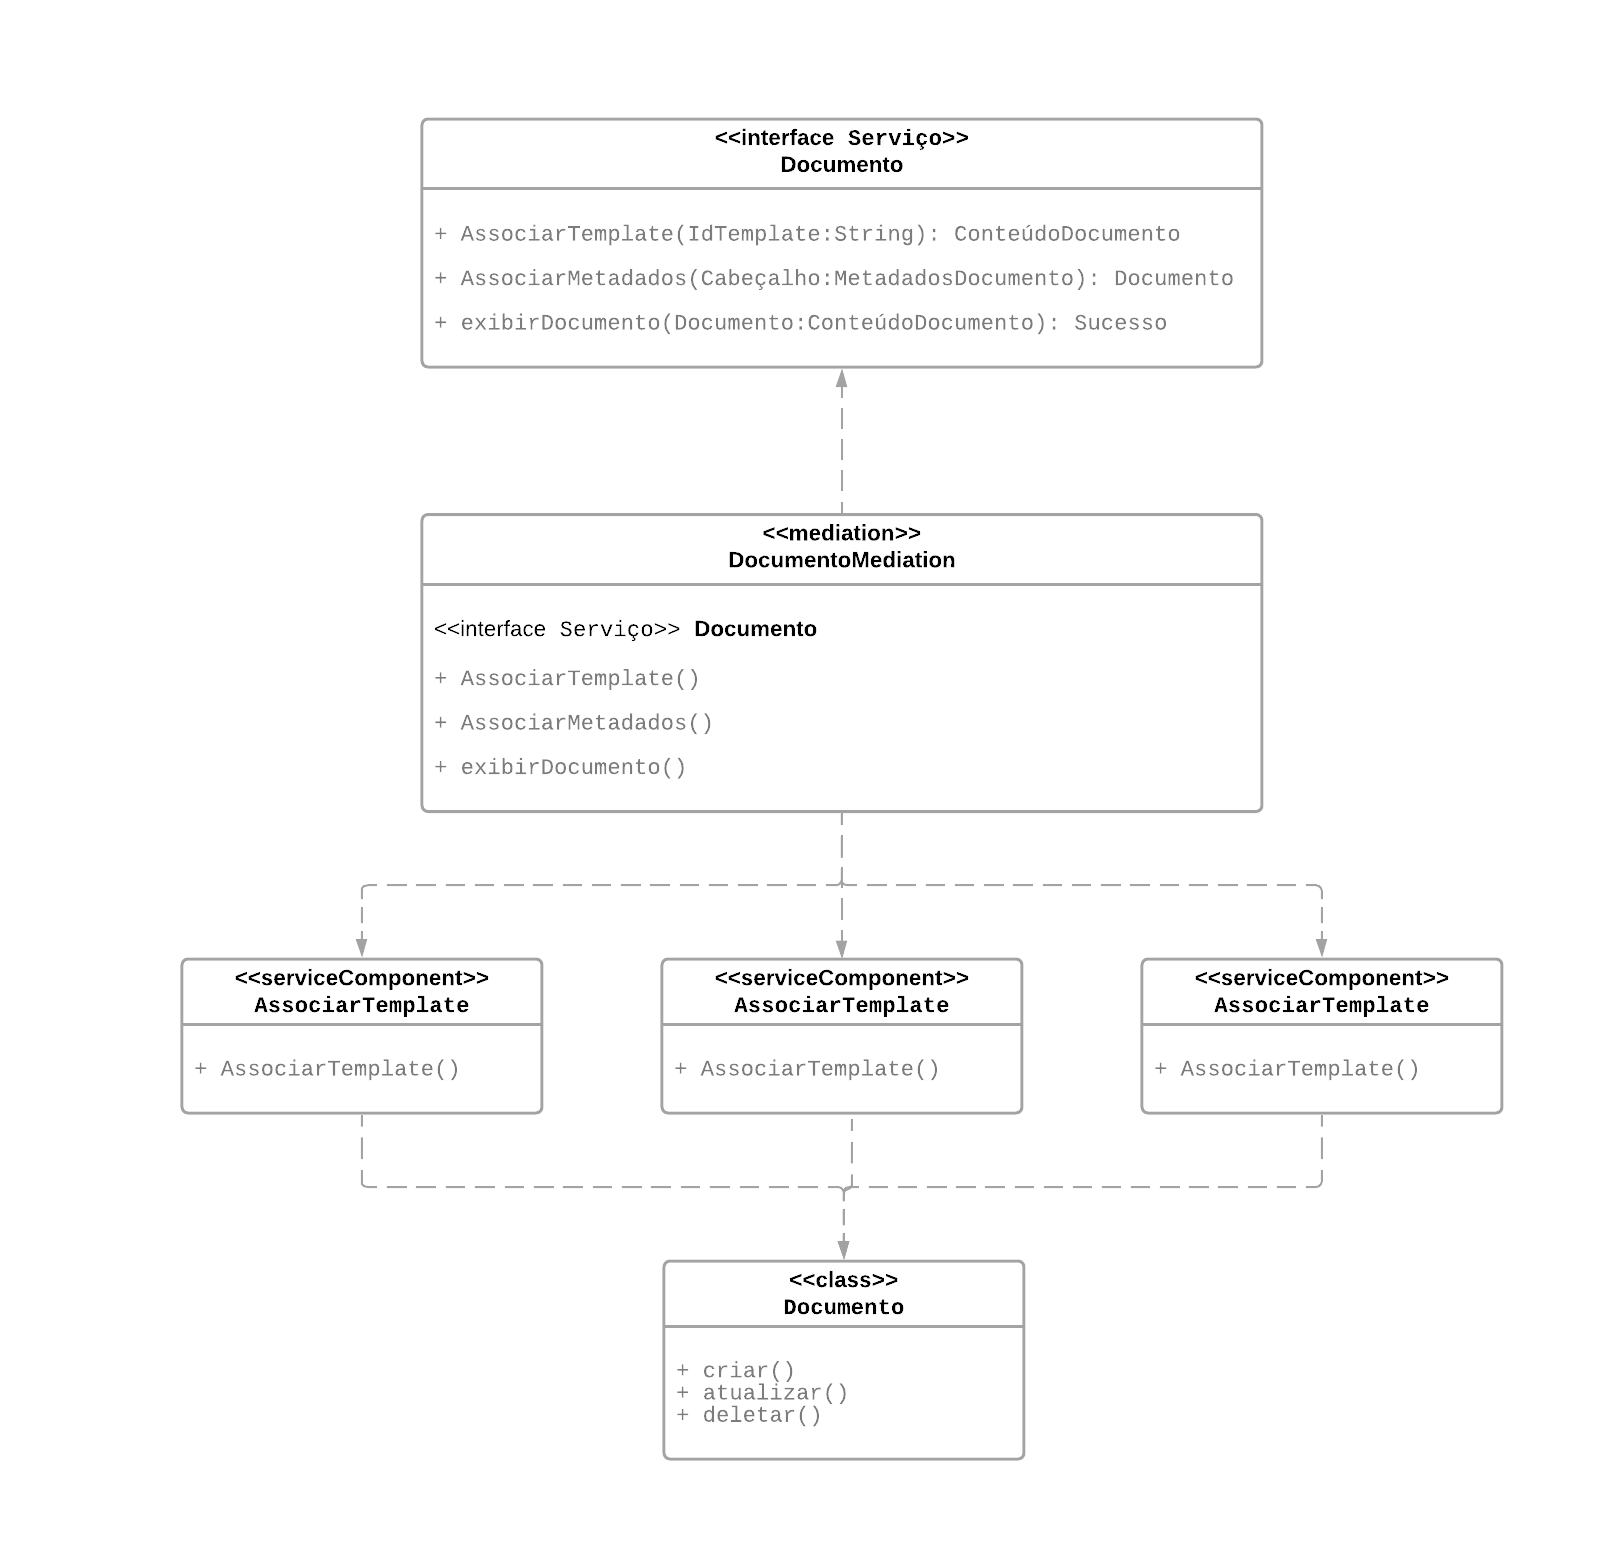 <<interface Serviço>>
Documento
+ AssociarTemplate(IdTemplate:String): ConteúdoDocumento
+ AssociarMetadados(Cabeçalho:MetadadosDocumento): Documento
+ exibirDocumento(Documento:ConteúdoDocumento): Sucesso
<<mediation>>
DocumentoMediation
<<interface Serviço>> Documento
+ AssociarTemplate()
+ AssociarMetadados()
+ exibirDocumento()
<<serviceComponent>>
AssociarTemplate
+ AssociarTemplate()
<<serviceComponent>>
AssociarTemplate
+ AssociarTemplate()
<<serviceComponent>>
AssociarTemplate
+ AssociarTemplate()
<<class>>
Documento
+ criar()
+ atualizar()
+ deletar()